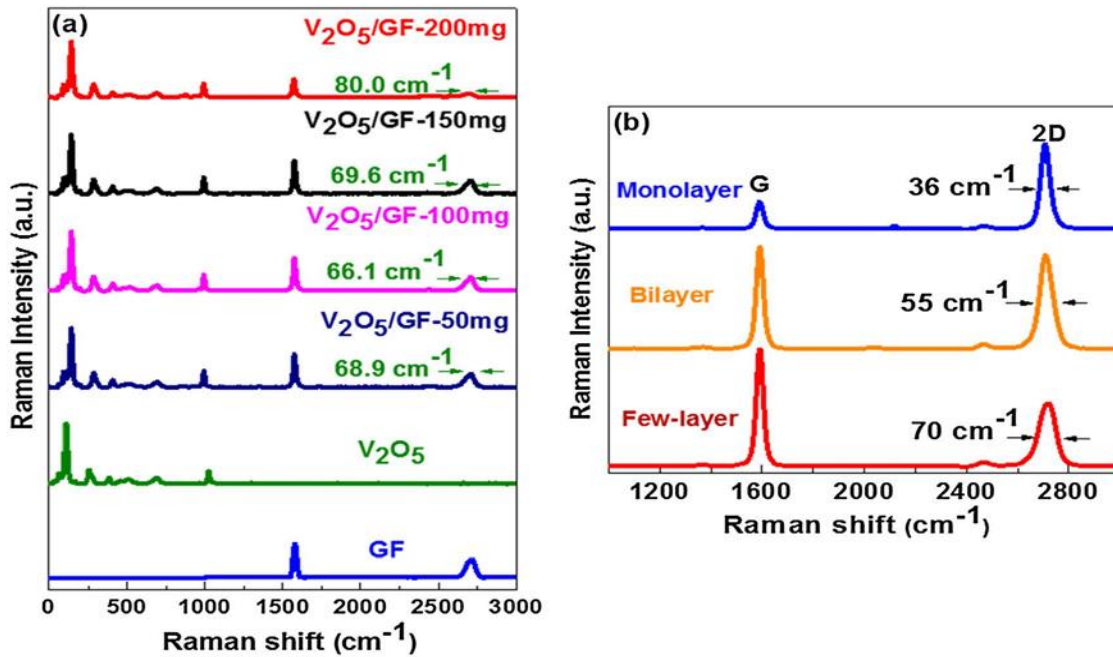 (a)
V₂O₅/GF-200mg
80.0 cm⁻¹
V₂O₅/GF-150mg
69.6 cm⁻¹
V₂O₅/GF-100mg
66.1 cm⁻¹
V₂O₅/GF-50mg
68.9 cm⁻¹
V₂O₅
GF
Raman Intensity (a.u.)
0 500 1000 1500 2000 2500 3000
Raman shift (cm⁻¹)
(b)
2D
G
Monolayer
36 cm⁻¹
Bilayer
55 cm⁻¹
Few-layer
70 cm⁻¹
Raman Intensity (a.u.)
1200 1600 2000 2400 2800
Raman shift (cm⁻¹)